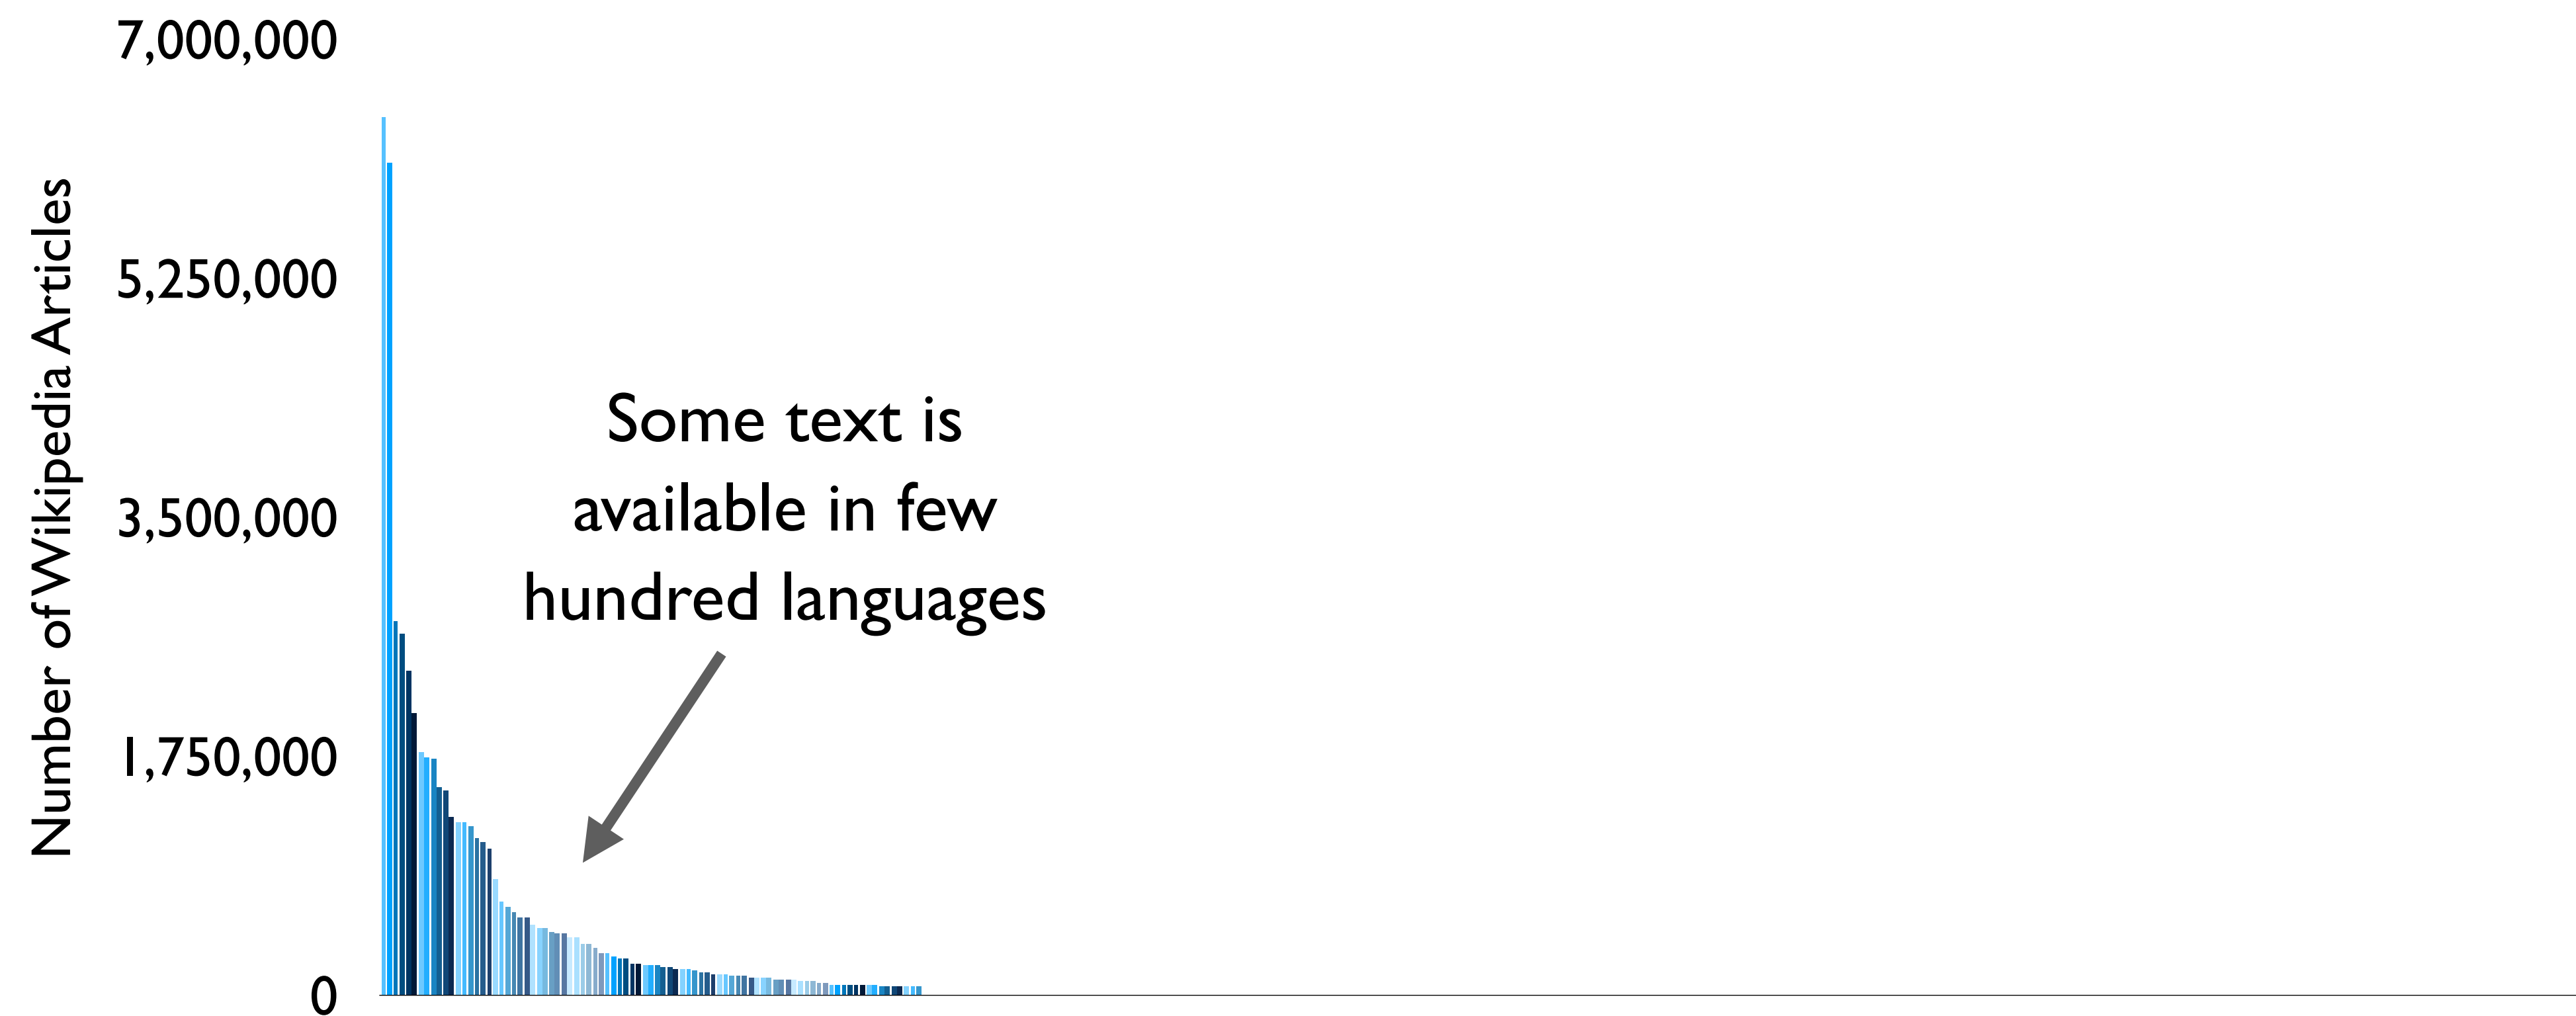 7,000,000
5,250,000
3,500,000
1,750,000
0
Number of Wikipedia Articles
Some text is
available in few
hundred languages